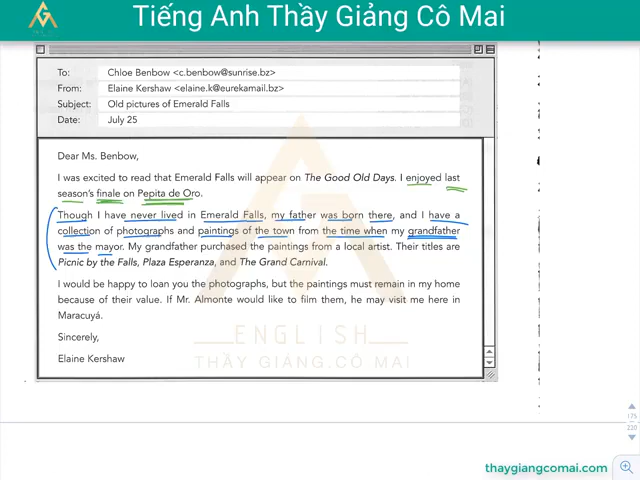 Tiếng Anh Thầy Giảng Cô Mai
To: Chloe Benbow <c.benbow@sunrise.bz>
From: Elaine Kershaw <elaine.k@eurekamail.bz>
Subject: Old pictures of Emerald Falls
Date: July 25
Dear Ms. Benbow,
I was excited to read that Emerald Falls will appear on The Good Old Days. I enjoyed last
season's finale on Pepita de Oro.
Though I have never lived in Emerald Falls, my father was born there, and I have a
collection of photographs and paintings of the town from the time when my grandfather
was the mayor. My grandfather purchased the paintings from a local artist. Their titles are
Picnic by the Falls, Plaza Esperanza, and The Grand Carnival.
I would be happy to loan you the photographs, but the paintings must remain in my home
because of their value. If Mr. Almonte would like to film them, he may visit me here in
Maracuyá.
Sincerely,
Elaine Kershaw
ENGLISH
THẦY GIẢNG.CÔ MAI
175
220
thaygiangcomai.com